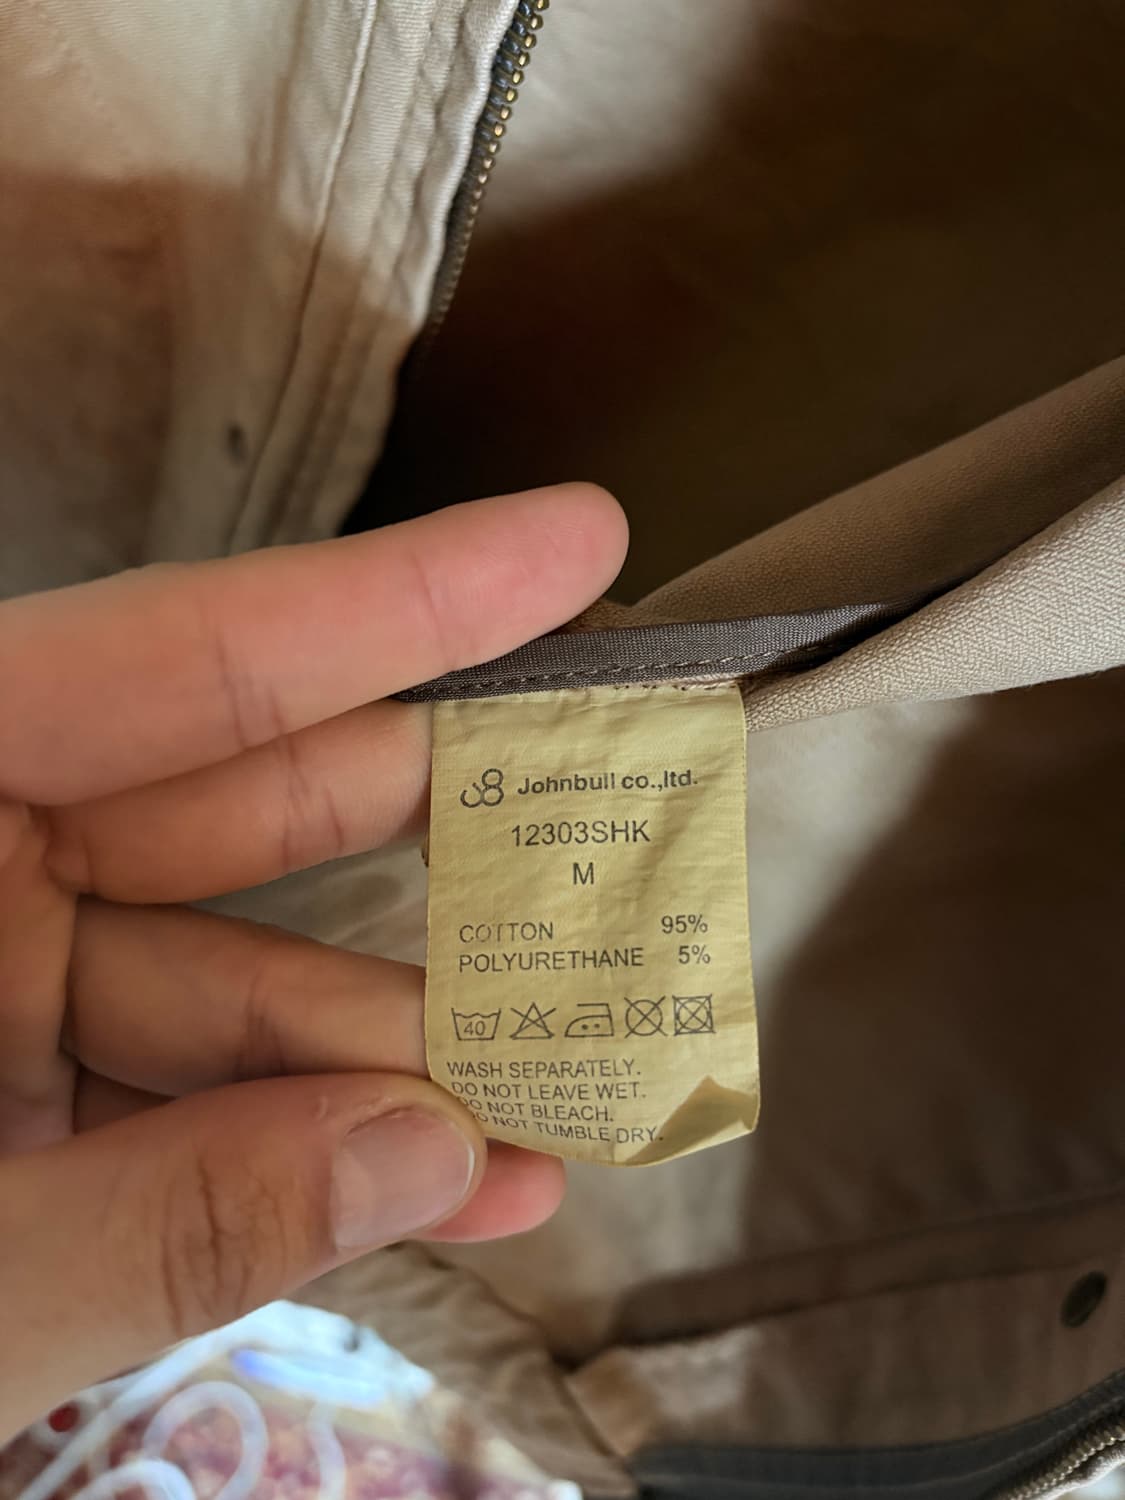 Johnbull co.,ltd.
12303SHK
M
COTTON 95%
POLYURETHANE 5%
40
WASH SEPARATELY.
DO NOT LEAVE WET.
DO NOT BLEACH.
DO NOT TUMBLE DRY.